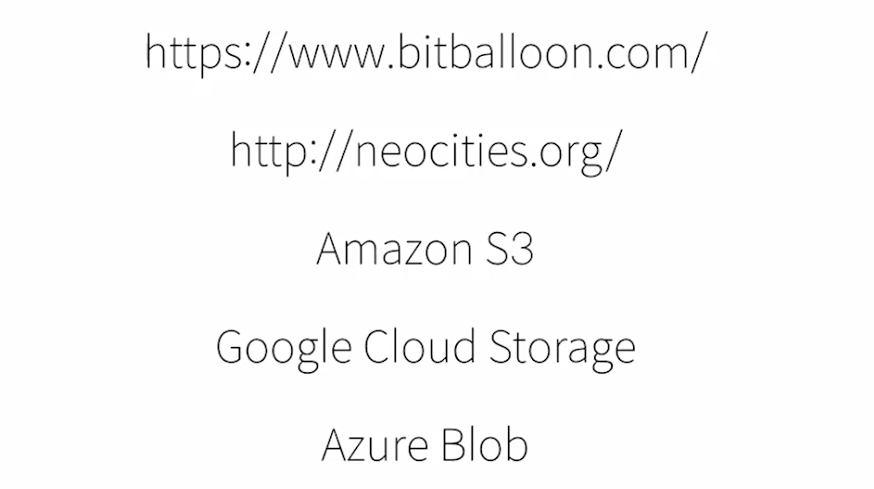 https://www.bitballoon.com/
http://neocities.org/
Amazon S3
Google Cloud Storage
Azure Blob